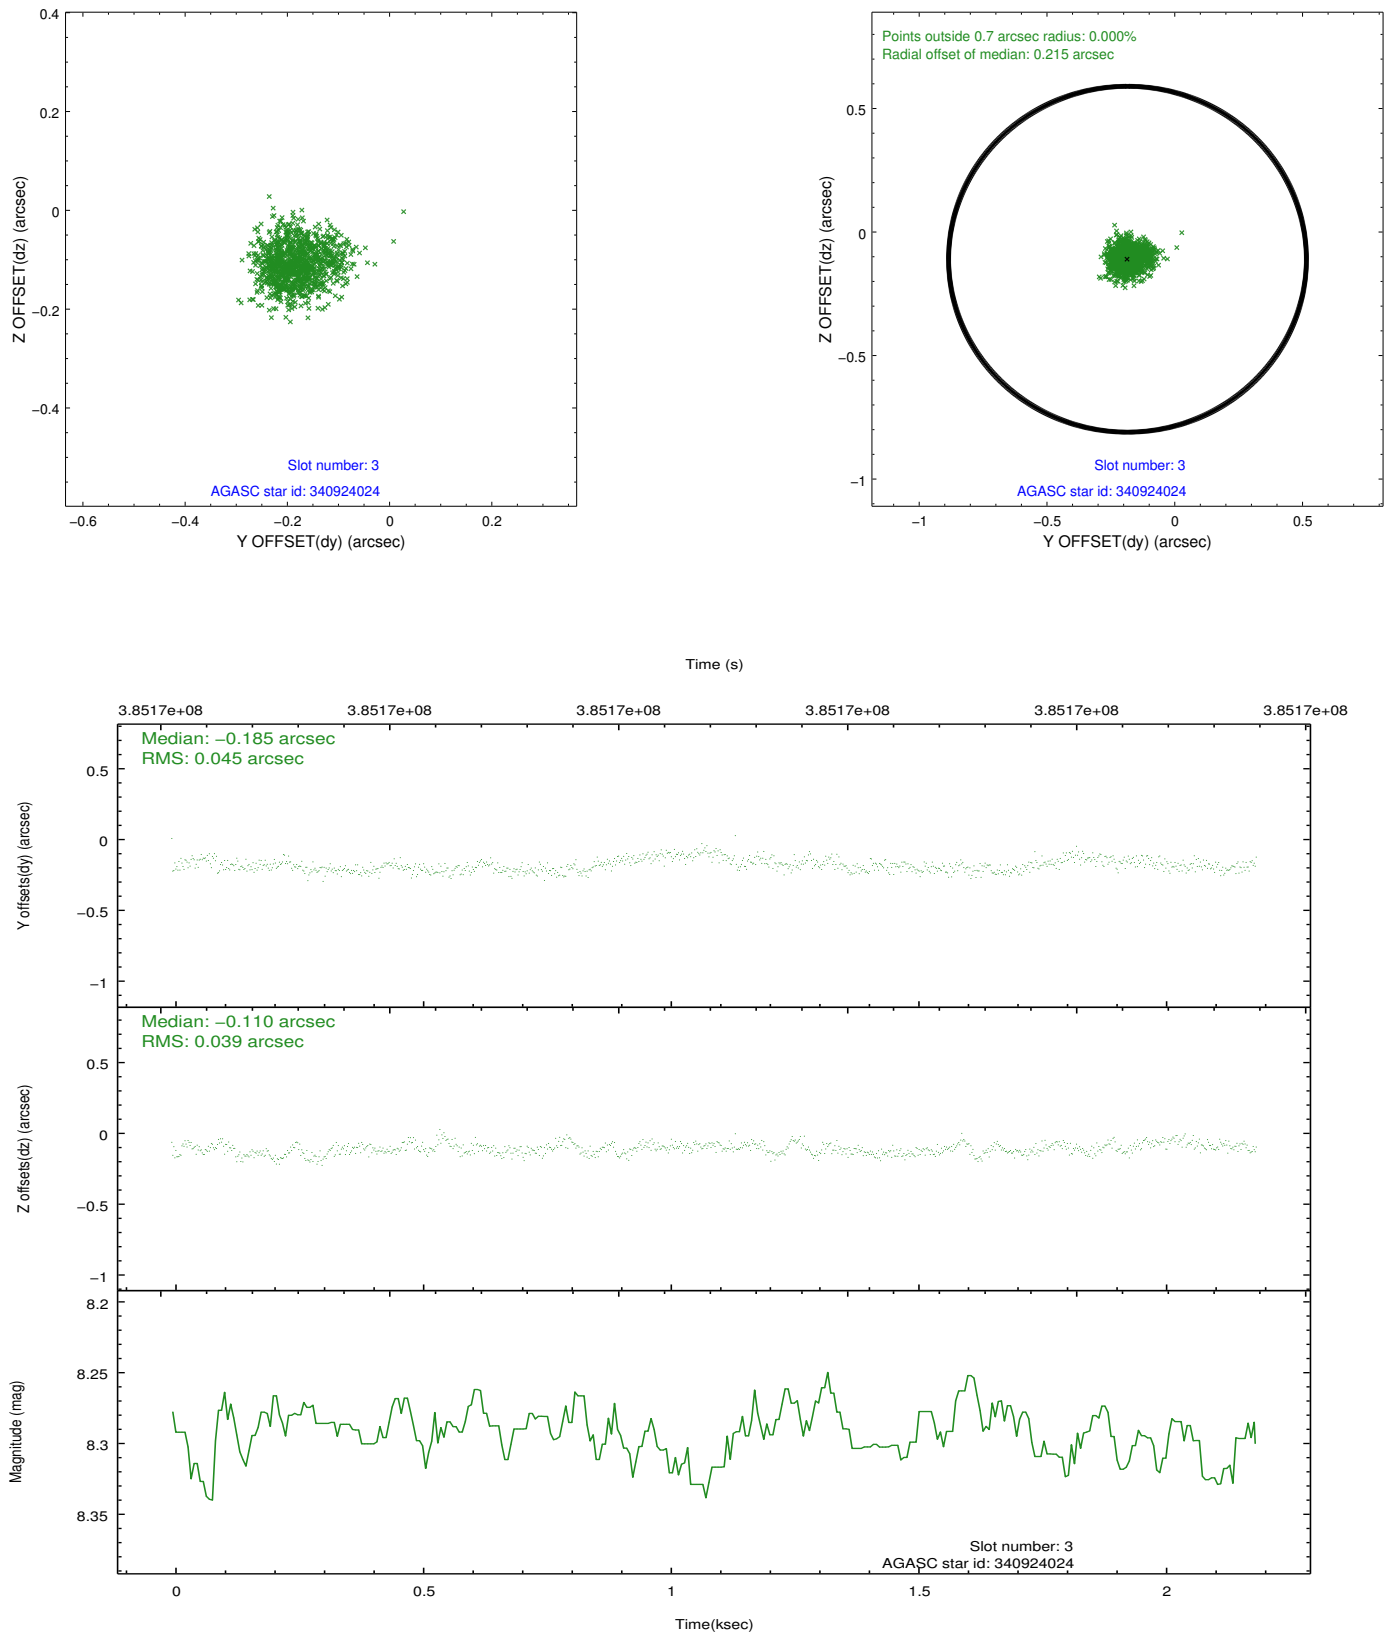 0.4
0.2
0
−0.2
−0.4
Z OFFSET(dz) (arcsec)
Slot number: 3
AGASC star id: 340924024
−0.6 −0.4 −0.2 0 0.2
Y OFFSET(dy) (arcsec)
Points outside 0.7 arcsec radius: 0.000%
Radial offset of median: 0.215 arcsec
0.5
0
−0.5
−1
Z OFFSET(dz) (arcsec)
Slot number: 3
AGASC star id: 340924024
−1 −0.5 0 0.5
Y OFFSET(dy) (arcsec)
Time (s)
3.8517e+08 3.8517e+08 3.8517e+08 3.8517e+08 3.8517e+08 3.8517e+08
Median: −0.185 arcsec
RMS: 0.045 arcsec
0.5
0
−0.5
−1
Y offsets(dy) (arcsec)
Median: −0.110 arcsec
RMS: 0.039 arcsec
0.5
0
−0.5
−1
Z offsets(dz) (arcsec)
8.2
8.25
8.3
8.35
Magnitude (mag)
Slot number: 3
AGASC star id: 340924024
0 0.5 1 1.5 2
Time(ksec)